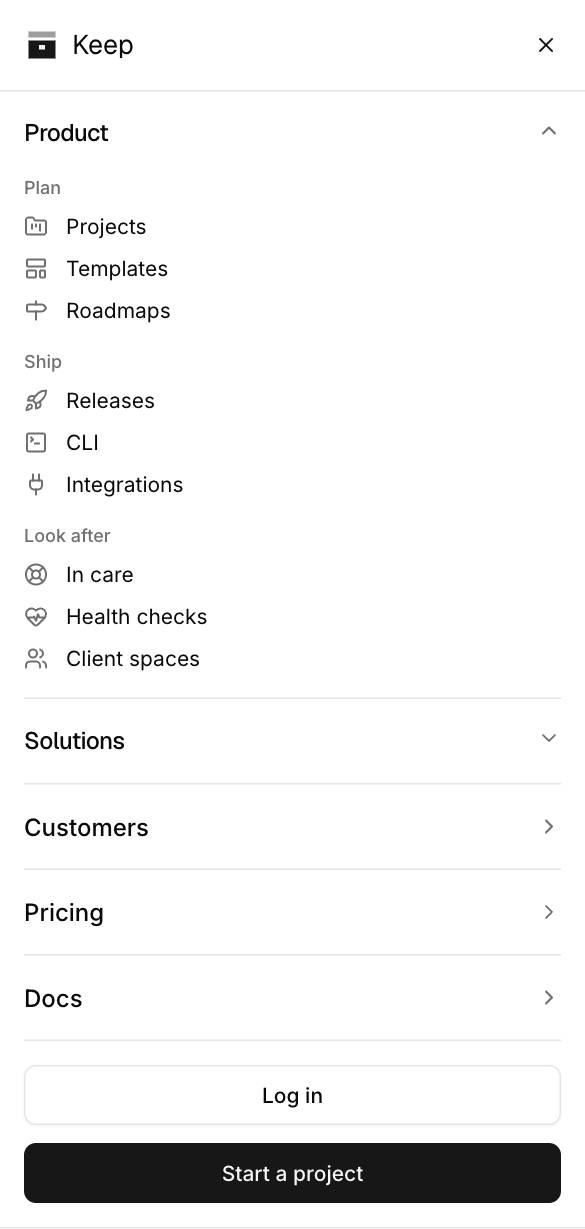 Keep
Product
Plan
Projects
Templates
Roadmaps
Ship
Releases
CLI
Integrations
Look after
In care
Health checks
Client spaces
Solutions
Customers
Pricing
Docs
Log in
Start a project